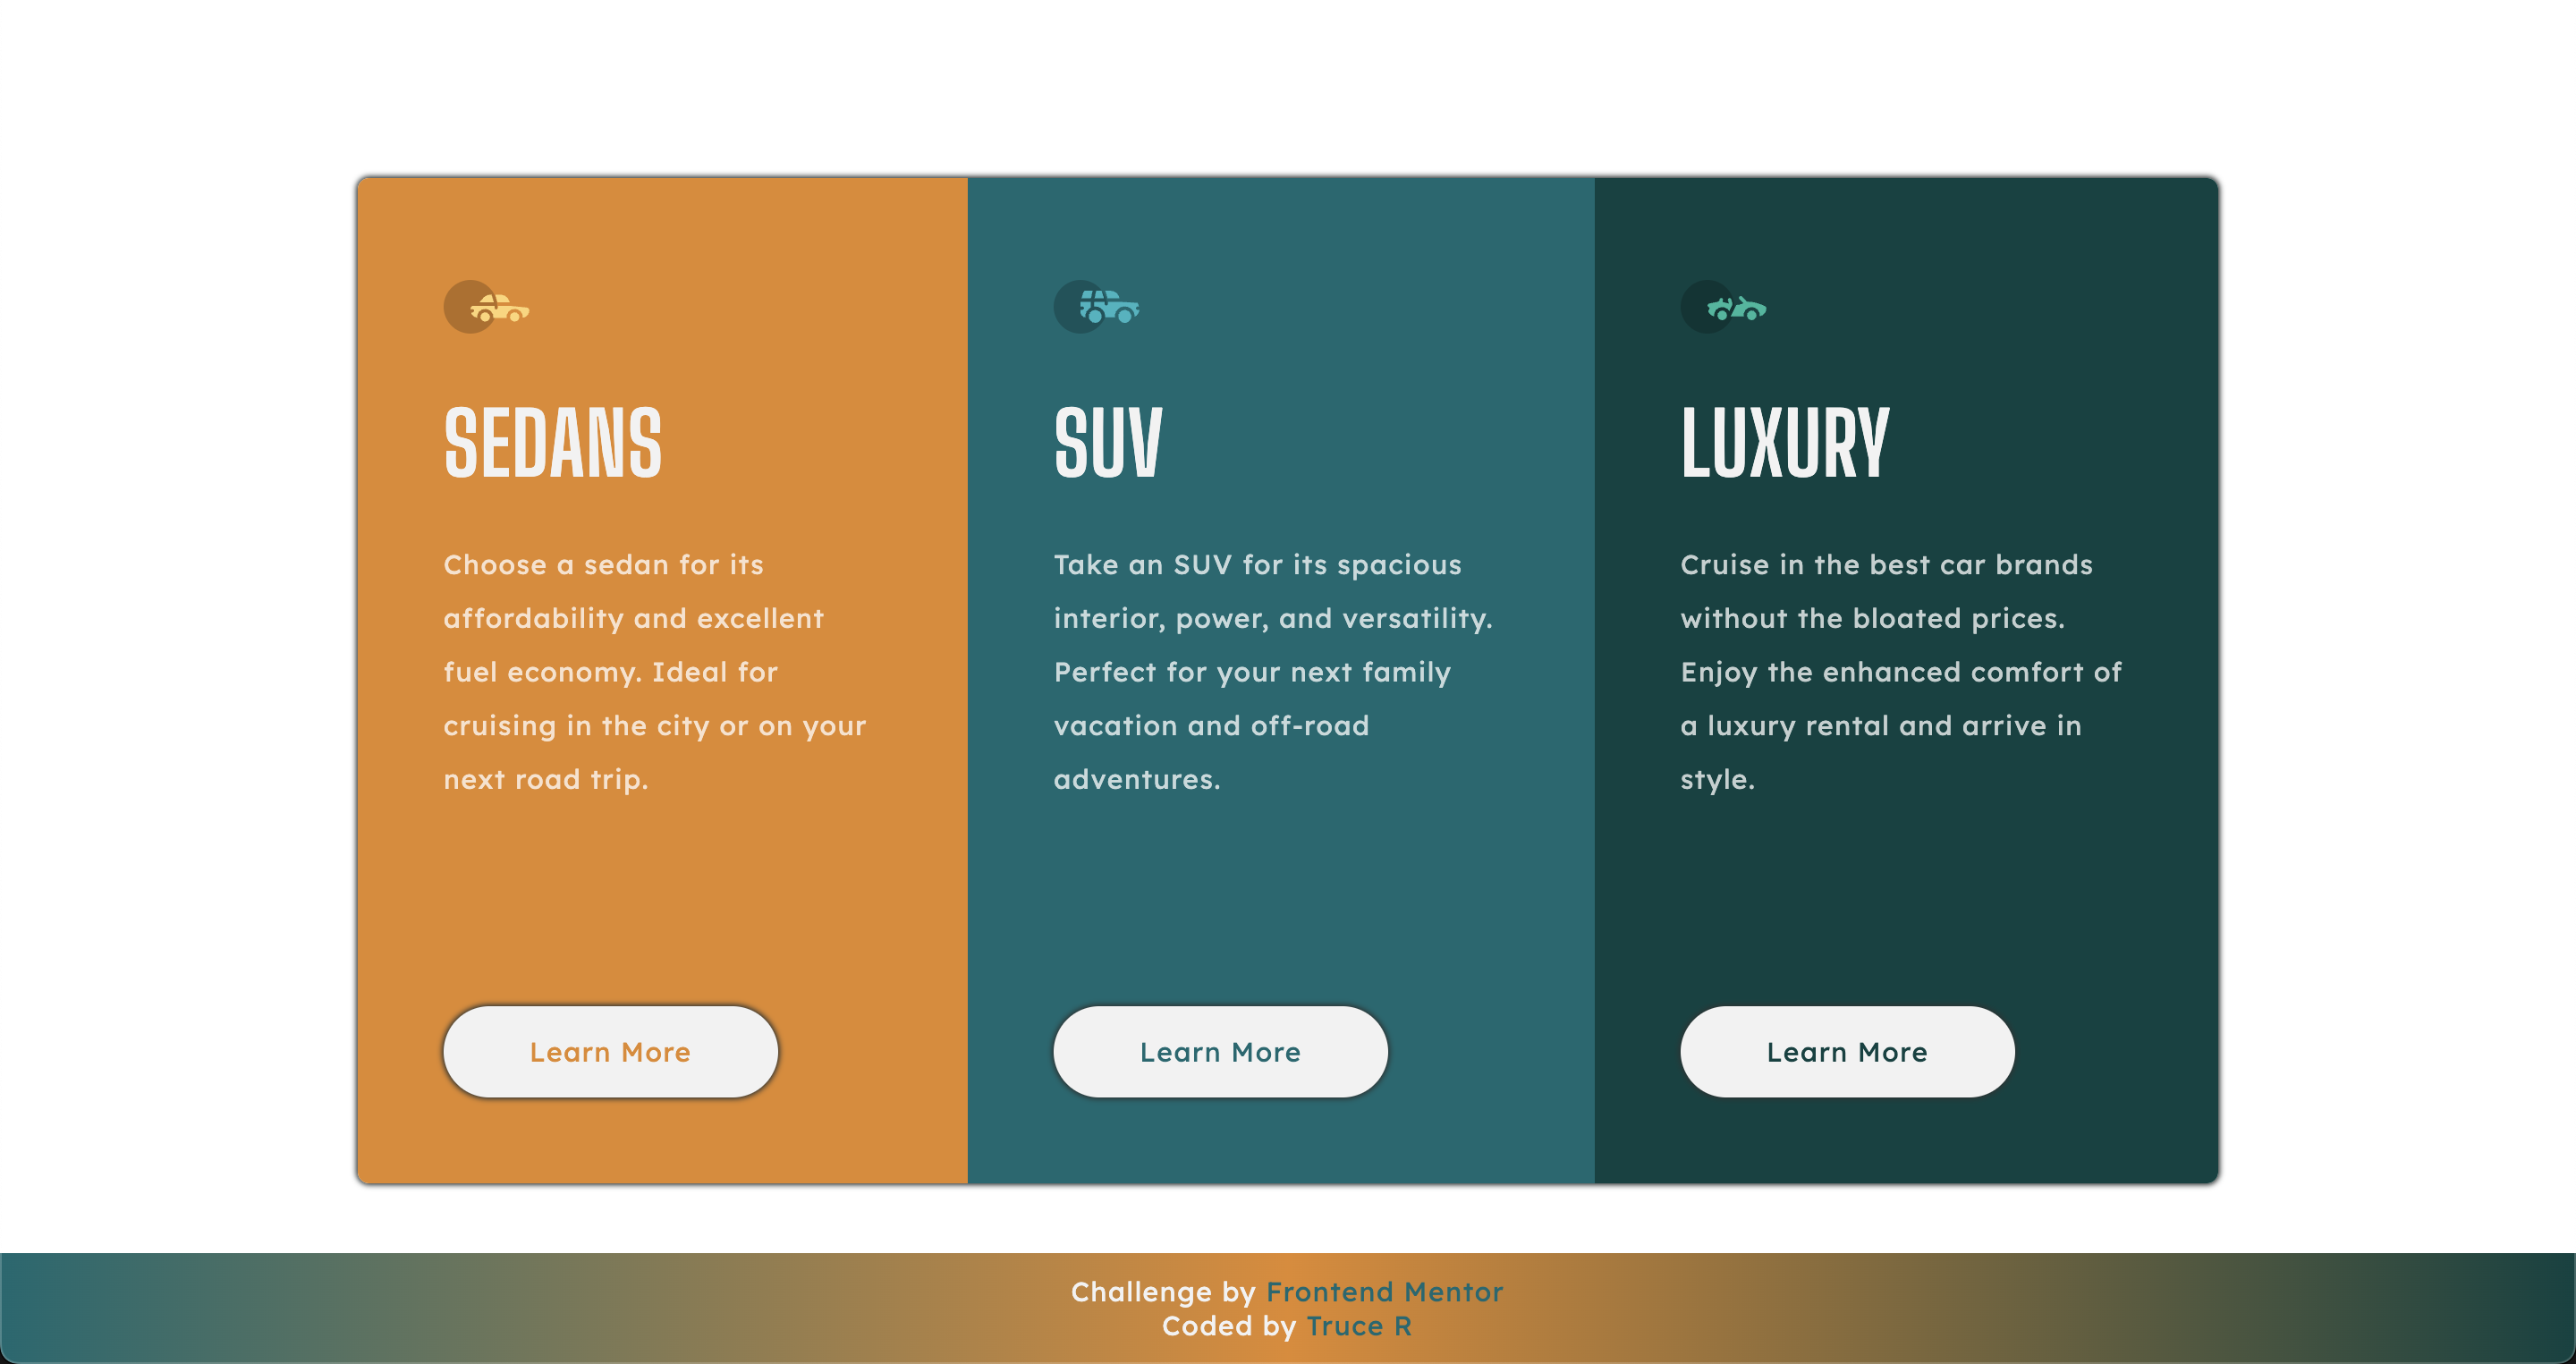 SEDANS
Choose a sedan for its
affordability and excellent
fuel economy. Ideal for
cruising in the city or on your
next road trip.
Learn More
SUV
Take an SUV for its spacious
interior, power, and versatility.
Perfect for your next family
vacation and off-road
adventures.
Learn More
LUXURY
Cruise in the best car brands
without the bloated prices.
Enjoy the enhanced comfort of
a luxury rental and arrive in
style.
Learn More
Challenge by Frontend Mentor
Coded by Truce R